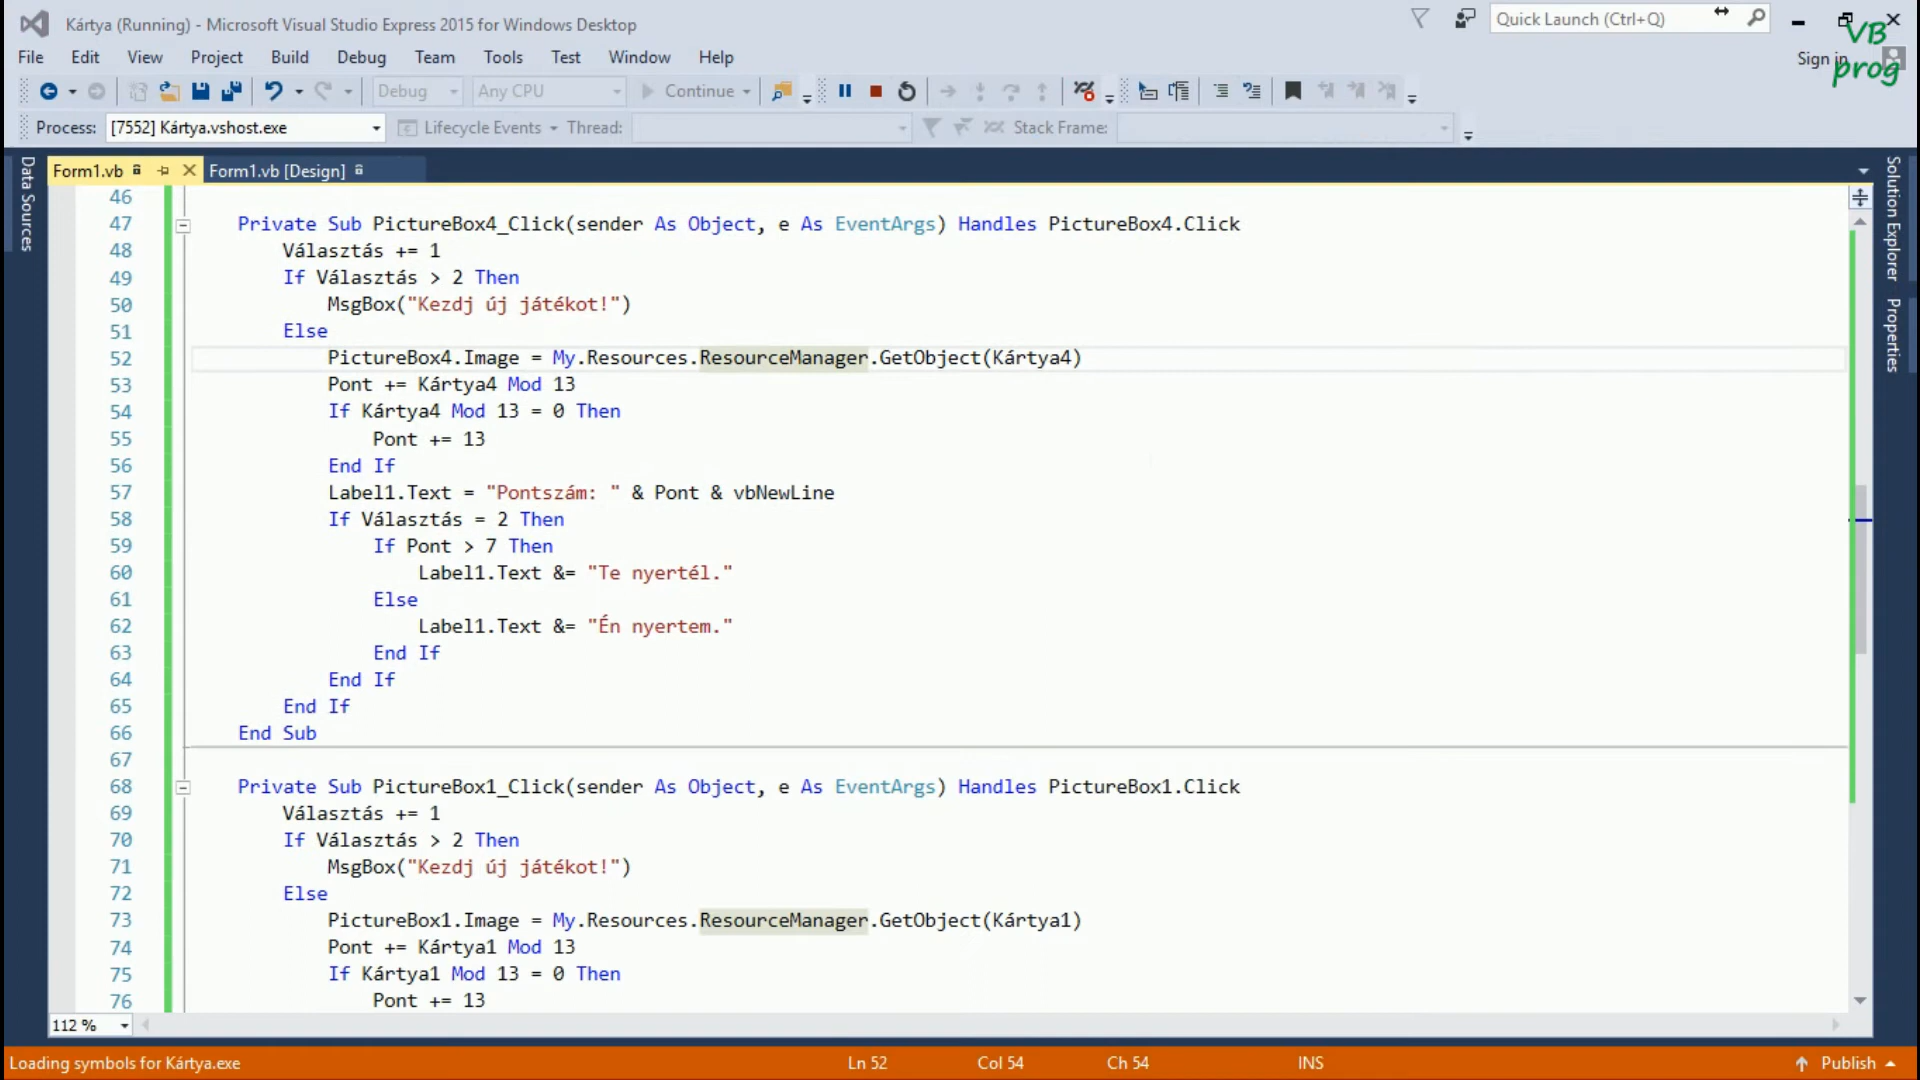 Kártya (Running) - Microsoft Visual Studio Express 2015 for Windows Desktop
Quick Launch (Ctrl+Q)
VB
prog
File Edit View Project Build Debug Team Tools Test Window Help
Sign in
Debug Any CPU Continue
Process: [7552] Kártya.vshost.exe Lifecycle Events Thread: Stack Frame:
Form1.vb Form1.vb [Design]
Data Sources
Solution Explorer
Properties
46
47 Private Sub PictureBox4_Click(sender As Object, e As EventArgs) Handles PictureBox4.Click
48 Választás += 1
49 If Választás > 2 Then
50 MsgBox("Kezdj új játékot!")
51 Else
52 PictureBox4.Image = My.Resources.ResourceManager.GetObject(Kártya4)
53 Pont += Kártya4 Mod 13
54 If Kártya4 Mod 13 = 0 Then
55 Pont += 13
56 End If
57 Label1.Text = "Pontszám: " & Pont & vbNewLine
58 If Választás = 2 Then
59 If Pont > 7 Then
60 Label1.Text &= "Te nyertél."
61 Else
62 Label1.Text &= "Én nyertem."
63 End If
64 End If
65 End If
66 End Sub
67
68 Private Sub PictureBox1_Click(sender As Object, e As EventArgs) Handles PictureBox1.Click
69 Választás += 1
70 If Választás > 2 Then
71 MsgBox("Kezdj új játékot!")
72 Else
73 PictureBox1.Image = My.Resources.ResourceManager.GetObject(Kártya1)
74 Pont += Kártya1 Mod 13
75 If Kártya1 Mod 13 = 0 Then
76 Pont += 13
112 %
Loading symbols for Kártya.exe Ln 52 Col 54 Ch 54 INS Publish